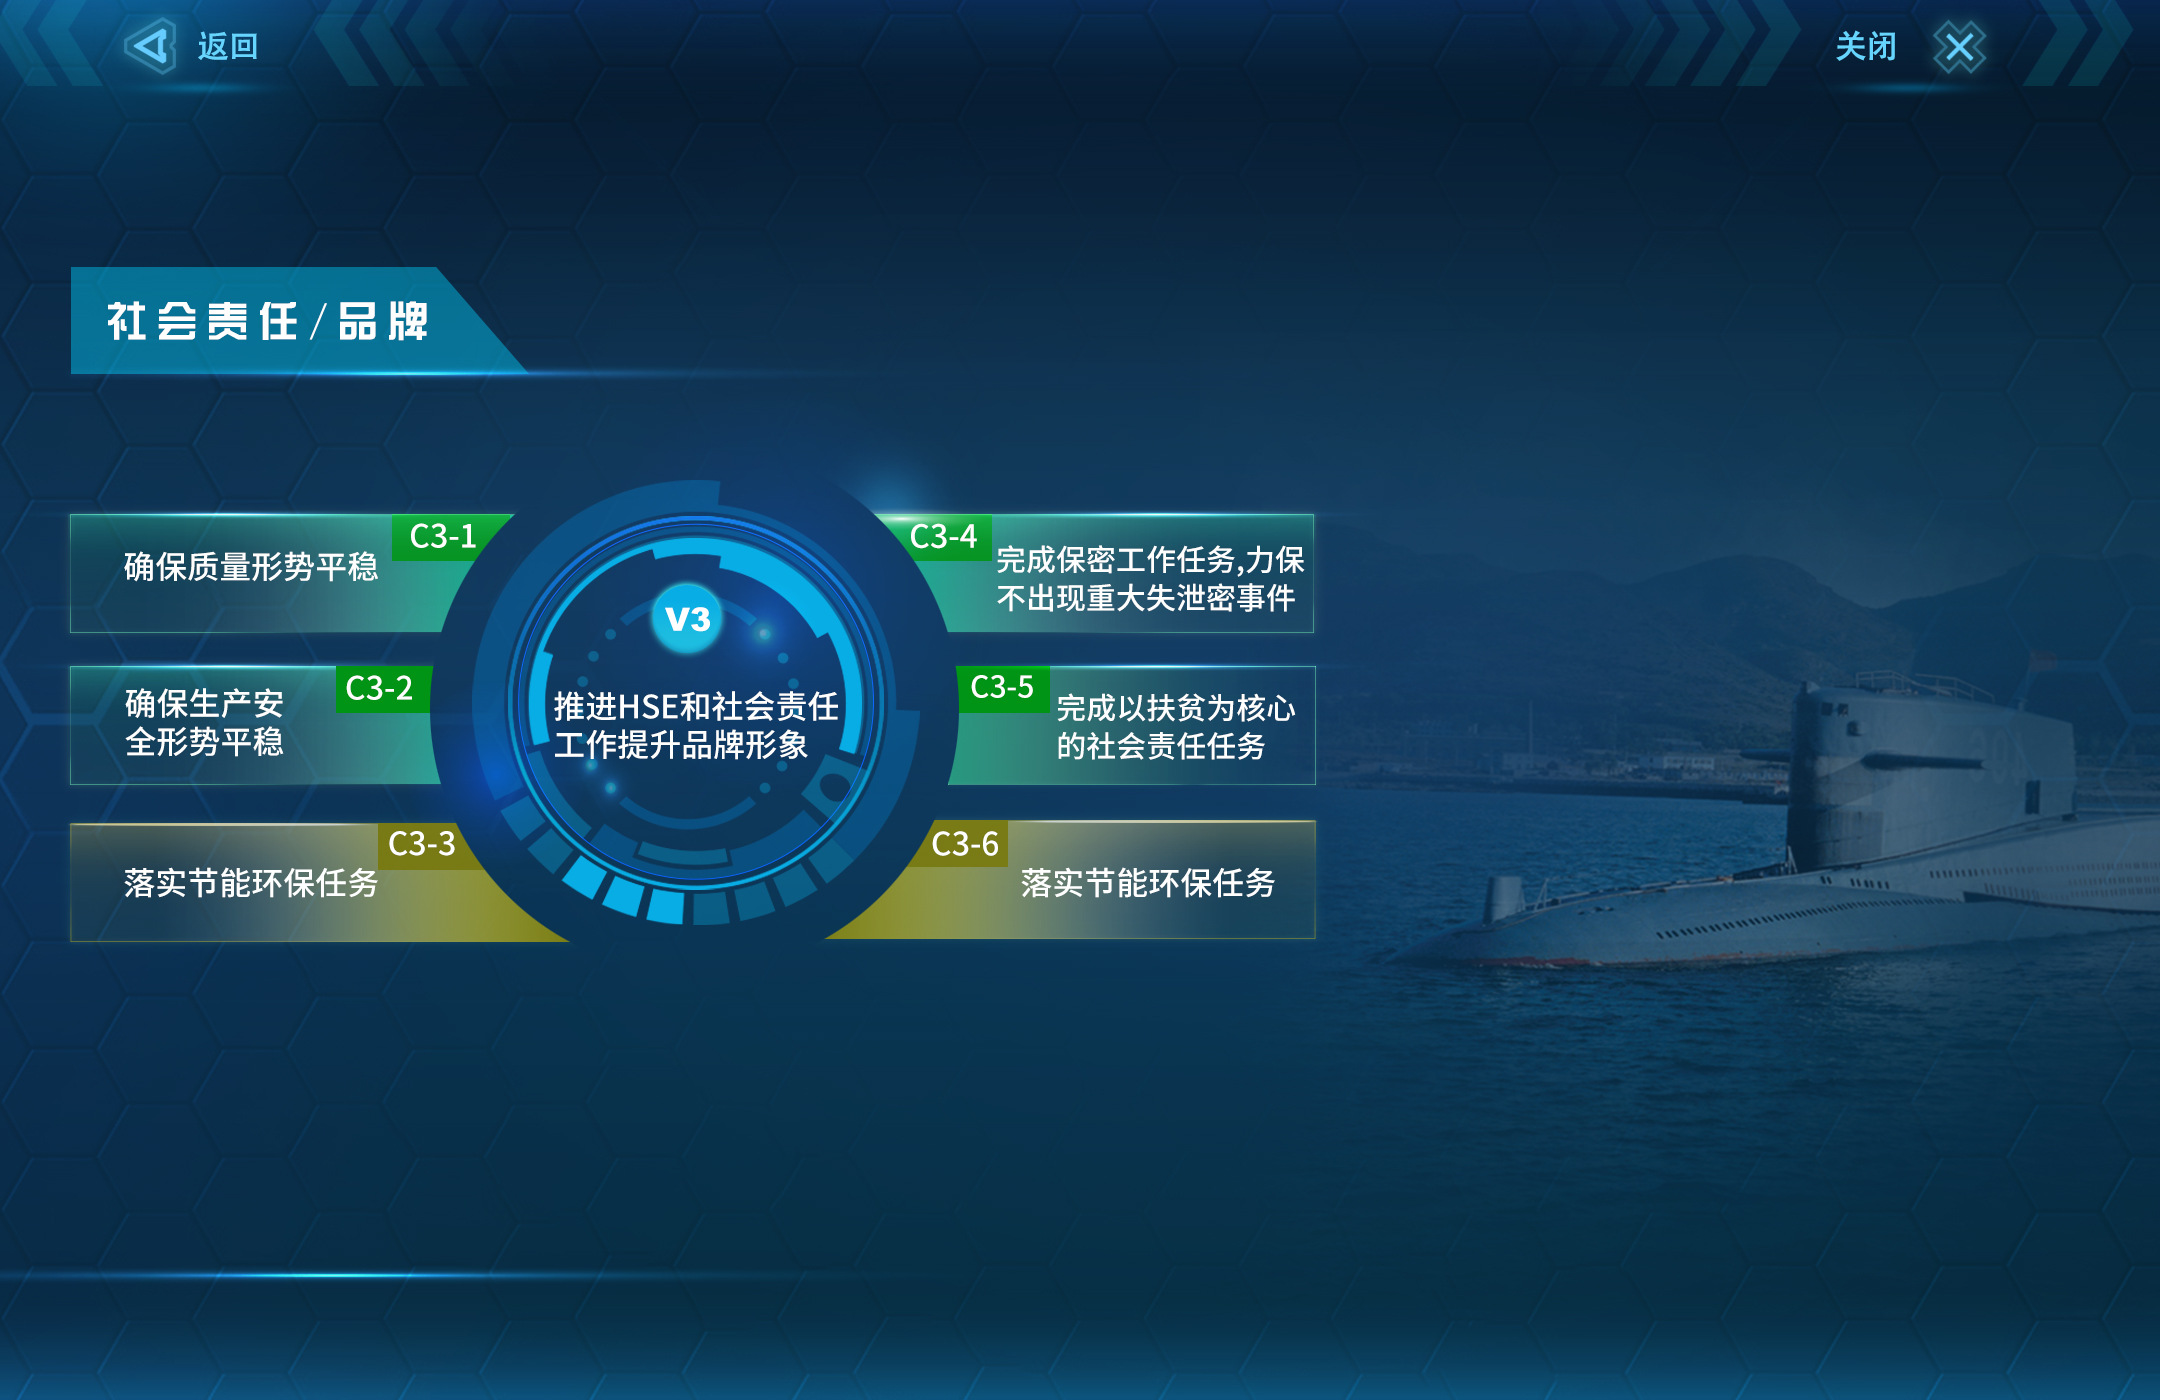 返回
关闭
社会责任/品牌
C3-1
确保质量形势平稳
C3-2
确保生产安
全形势平稳
C3-3
落实节能环保任务
V3
推进HSE和社会责任
工作提升品牌形象
C3-4
完成保密工作任务,力保
不出现重大失泄密事件
C3-5
完成以扶贫为核心
的社会责任任务
C3-6
落实节能环保任务